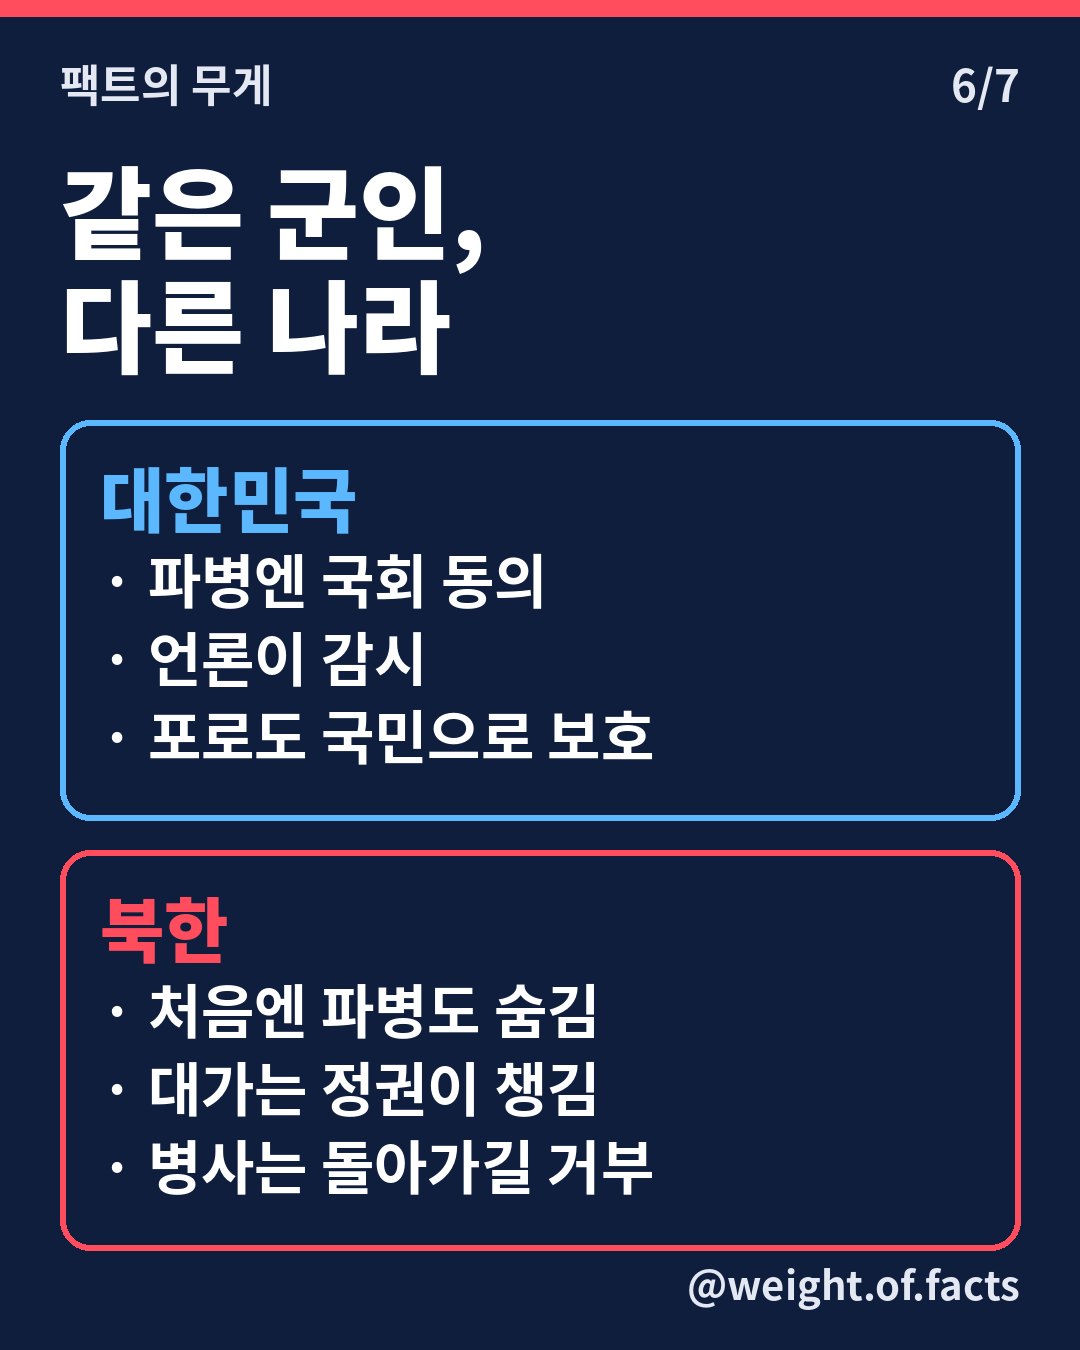 팩트의 무게
6/7
같은 군인,
다른 나라
대한민국
· 파병엔 국회 동의
· 언론이 감시
· 포로도 국민으로 보호
북한
· 처음엔 파병도 숨김
· 대가는 정권이 챙김
· 병사는 돌아가길 거부
@weight.of.facts